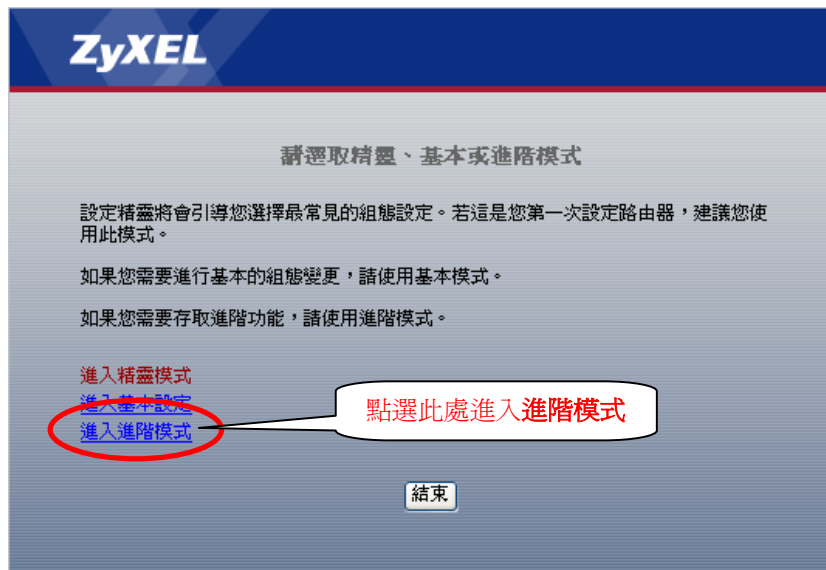 ZyXEL
請選取精靈、基本或進階模式
設定精靈將會引導您選擇最常見的組態設定。若這是您第一次設定路由器，建議您使
用此模式。
如果您需要進行基本的組態變更，請使用基本模式。
如果您需要存取進階功能，請使用進階模式。
進入精靈模式
進入基本設定
進入進階模式
點選此處進入進階模式
結束